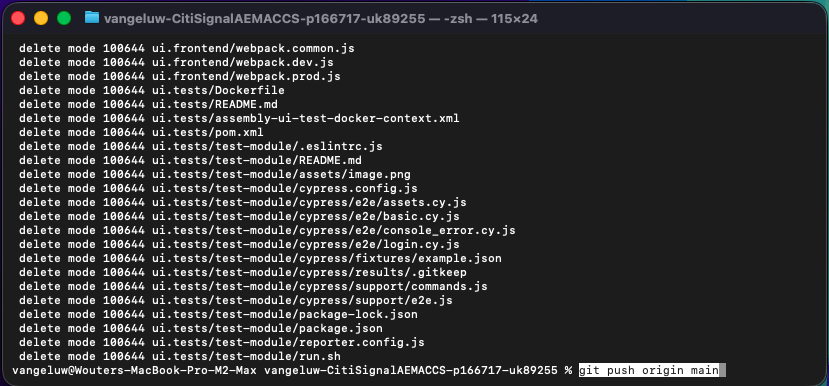 vangeluw-CitiSignalAEMACCS-p166717-uk89255 — -zsh — 115×24
delete mode 100644 ui.frontend/webpack.common.js
delete mode 100644 ui.frontend/webpack.dev.js
delete mode 100644 ui.frontend/webpack.prod.js
delete mode 100644 ui.tests/Dockerfile
delete mode 100644 ui.tests/README.md
delete mode 100644 ui.tests/assembly-ui-test-docker-context.xml
delete mode 100644 ui.tests/pom.xml
delete mode 100644 ui.tests/test-module/.eslintrc.js
delete mode 100644 ui.tests/test-module/README.md
delete mode 100644 ui.tests/test-module/assets/image.png
delete mode 100644 ui.tests/test-module/cypress.config.js
delete mode 100644 ui.tests/test-module/cypress/e2e/assets.cy.js
delete mode 100644 ui.tests/test-module/cypress/e2e/basic.cy.js
delete mode 100644 ui.tests/test-module/cypress/e2e/console_error.cy.js
delete mode 100644 ui.tests/test-module/cypress/e2e/login.cy.js
delete mode 100644 ui.tests/test-module/cypress/fixtures/example.json
delete mode 100644 ui.tests/test-module/cypress/results/.gitkeep
delete mode 100644 ui.tests/test-module/cypress/support/commands.js
delete mode 100644 ui.tests/test-module/cypress/support/e2e.js
delete mode 100644 ui.tests/test-module/package-lock.json
delete mode 100644 ui.tests/test-module/package.json
delete mode 100644 ui.tests/test-module/reporter.config.js
delete mode 100644 ui.tests/test-module/run.sh
vangeluw@Wouters-MacBook-Pro-M2-Max vangeluw-CitiSignalAEMACCS-p166717-uk89255 % git push origin main